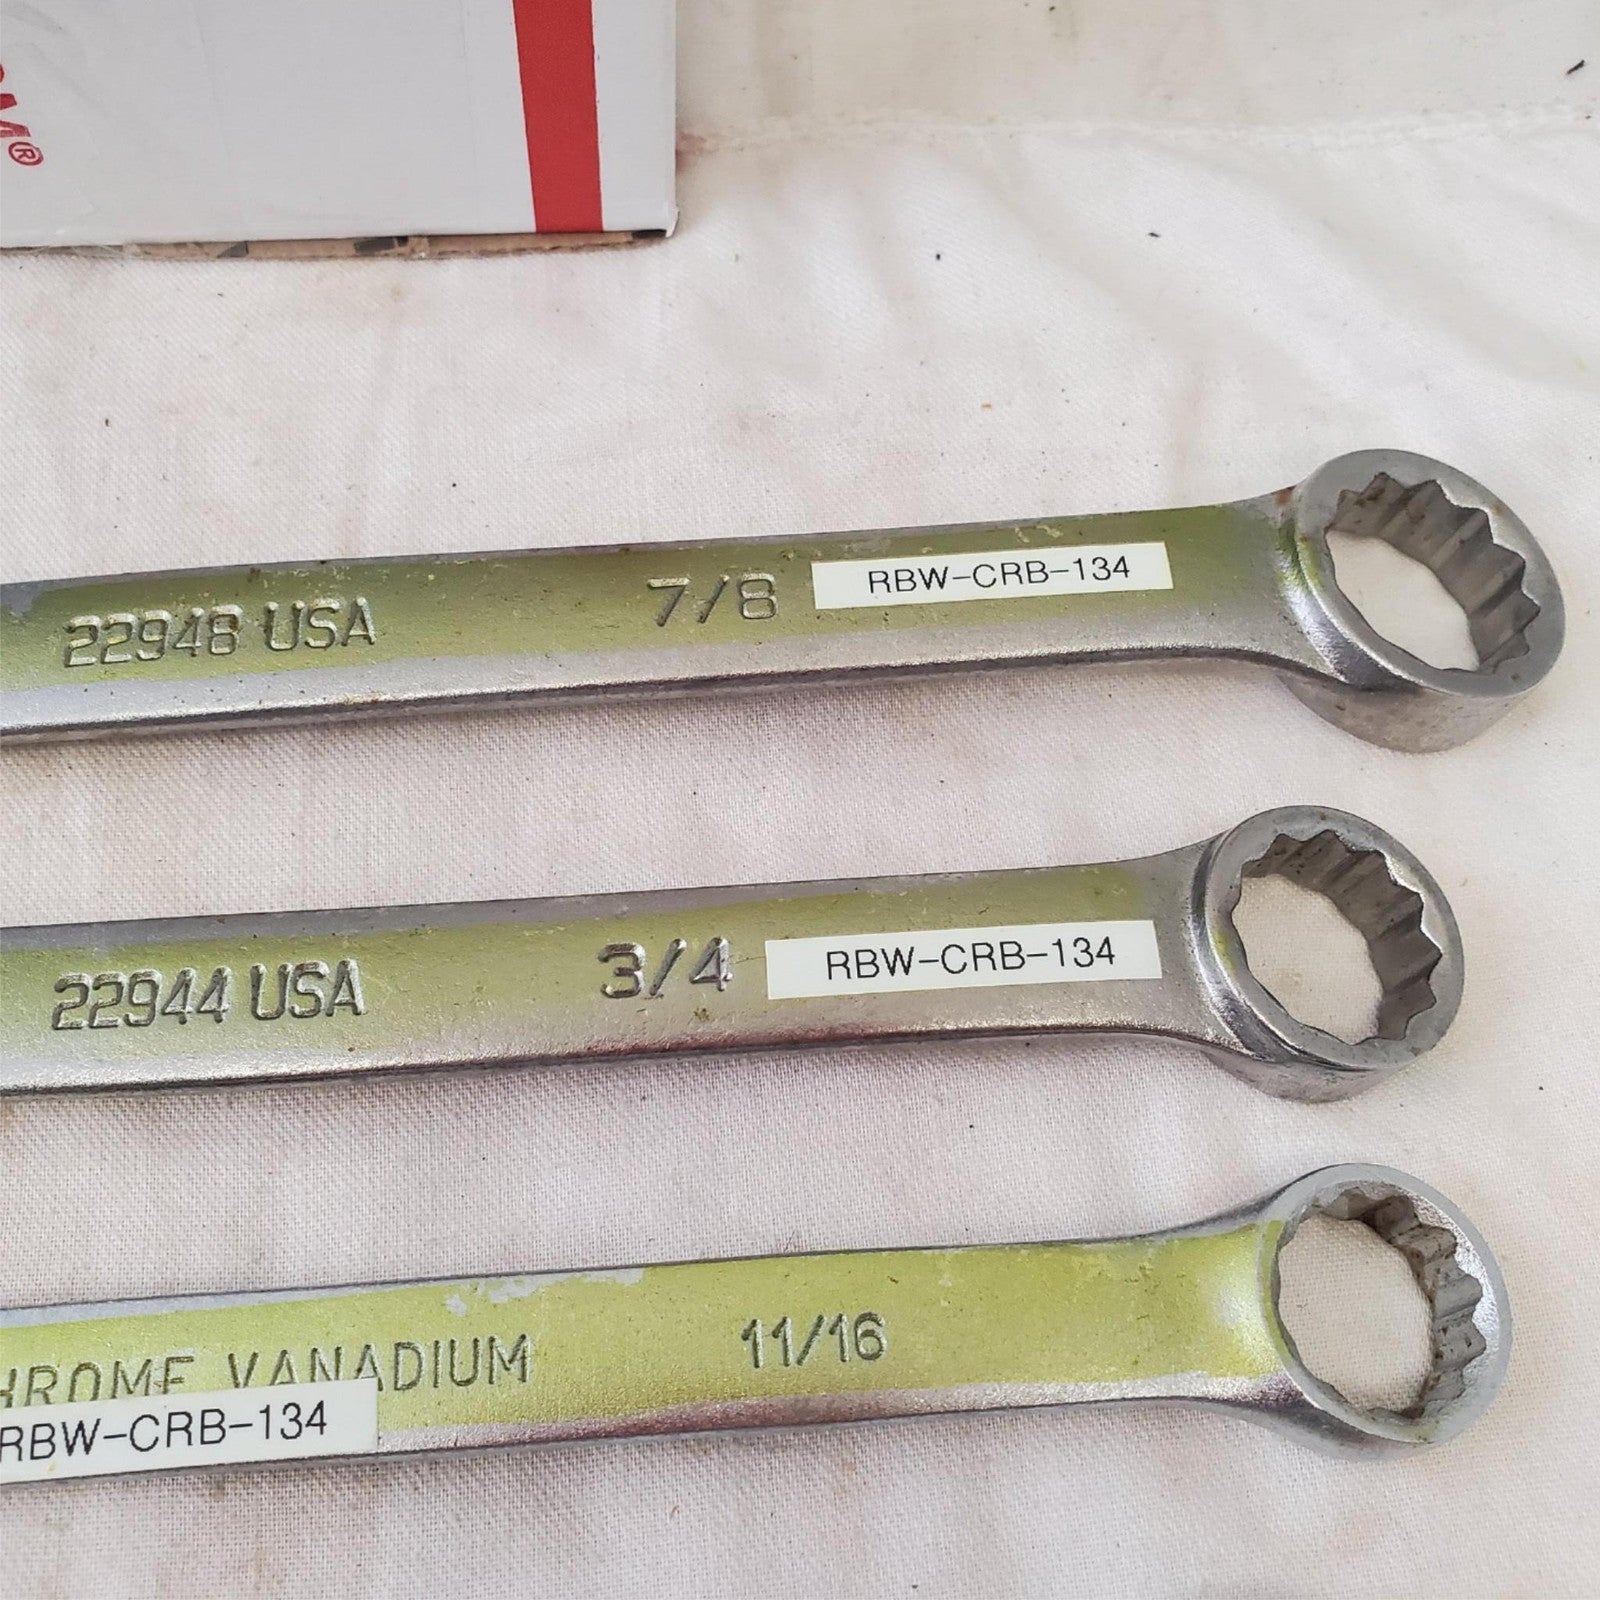 M®
22948 USA 7/8 RBW-CRB-134
22944 USA 3/4 RBW-CRB-134
HROME VANADIUM 11/16
RBW-CRB-134